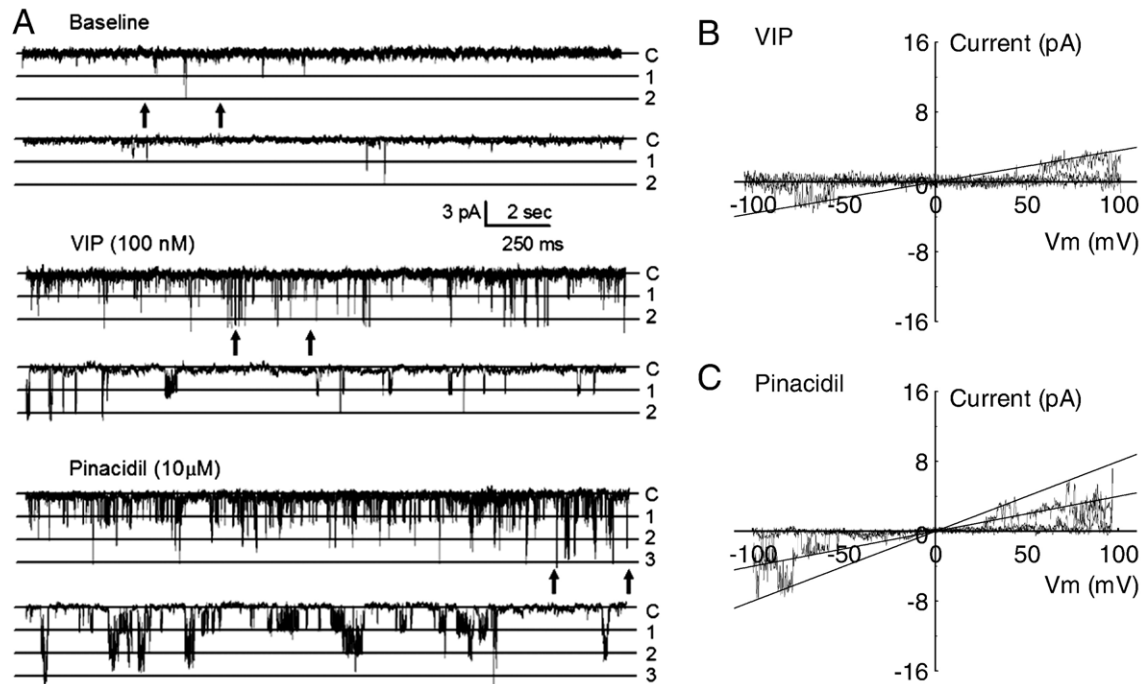 A Baseline
C
1
2
C
1
2
3 pA 2 sec
250 ms
VIP (100 nM)
C
1
2
C
1
2
Pinacidil (10µM)
C
1
2
3
C
1
2
3
B VIP
16 Current (pA)
8
-100 -50 0 50 100
Vm (mV)
-8
-16
C Pinacidil
16 Current (pA)
8
-100 -50 0 50 100
Vm (mV)
-8
-16